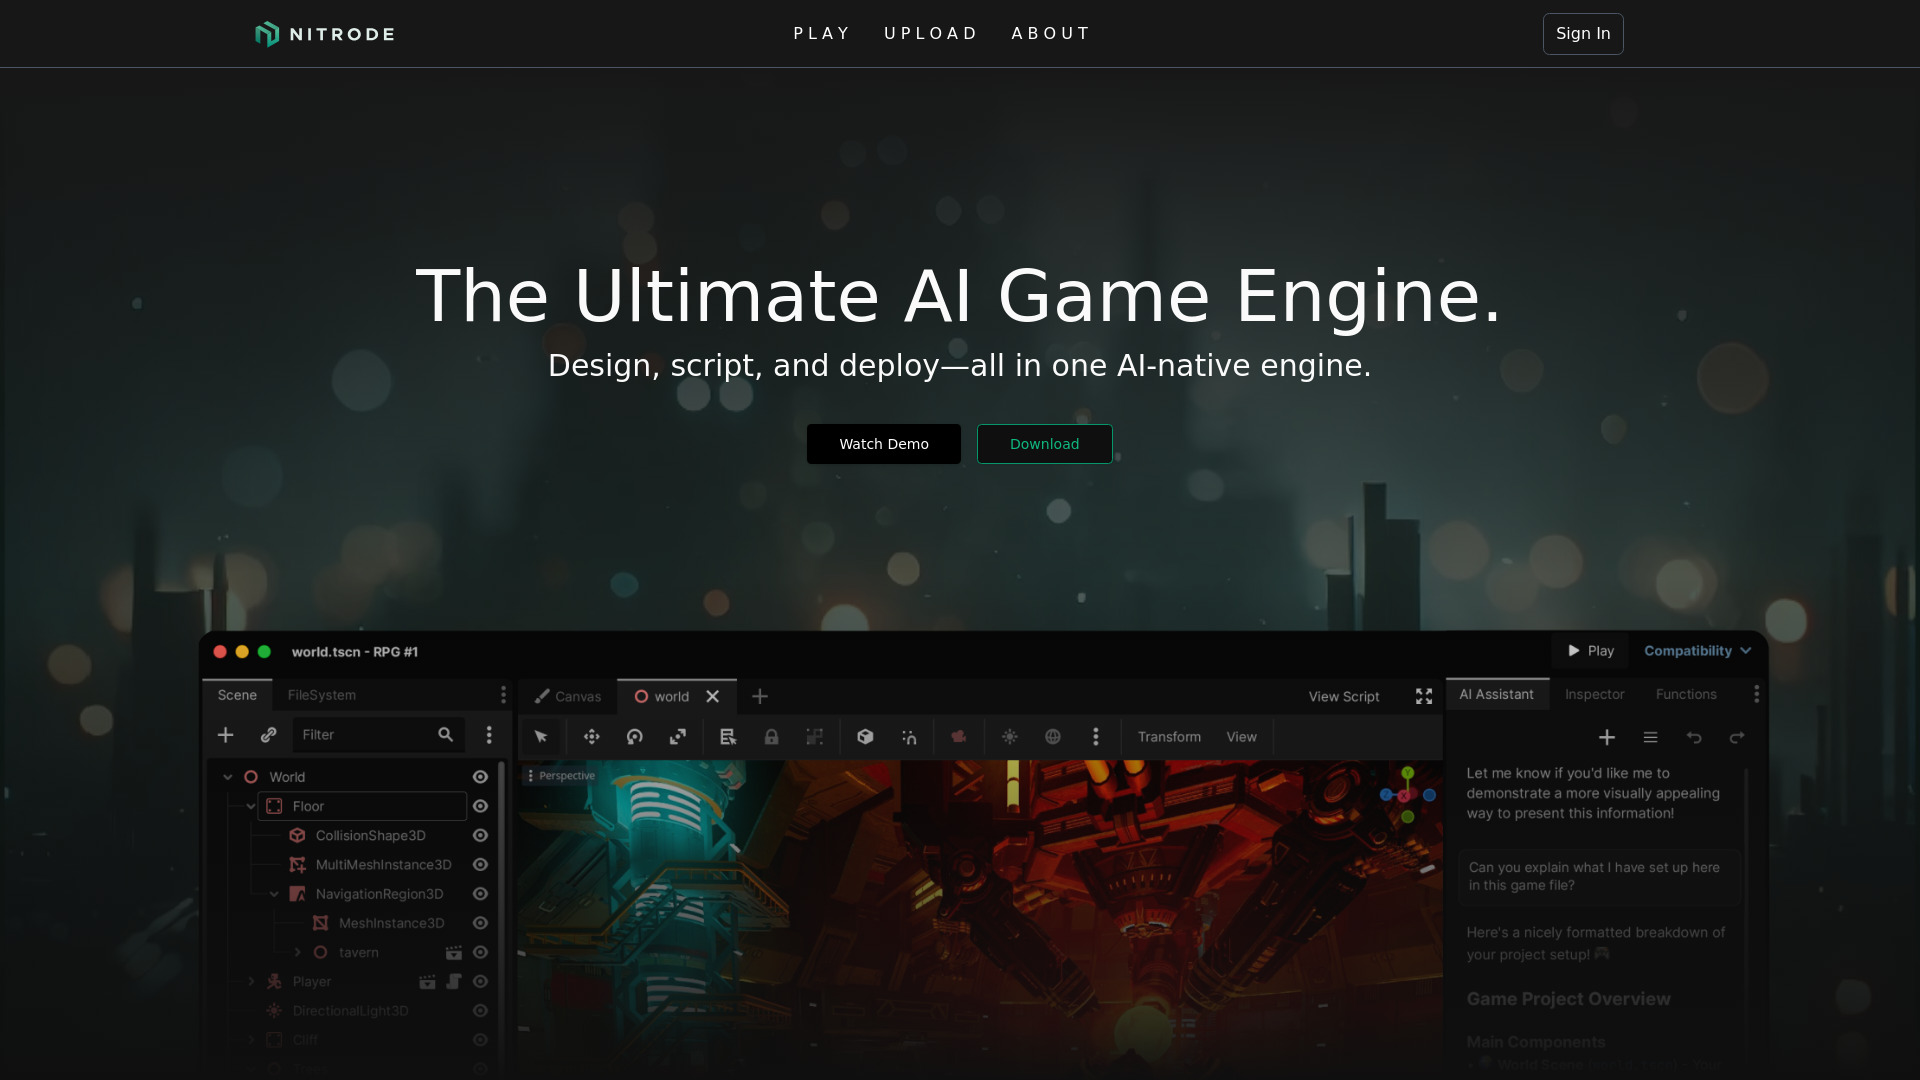 NITRODE
PLAY
UPLOAD
ABOUT
Sign In
The Ultimate AI Game Engine.
Design, script, and deploy—all in one AI-native engine.
Watch Demo
Download
world.tscn - RPG #1
Play
Compatibility
Scene
FileSystem
Canvas
world
View Script
AI Assistant
Inspector
Functions
Filter
Transform
View
Perspective
World
Floor
CollisionShape3D
MultiMeshInstance3D
NavigationRegion3D
MeshInstance3D
tavern
Player
DirectionalLight3D
Cliff
Y
Z
X
Let me know if you'd like me to
demonstrate a more visually appealing
way to present this information!
Can you explain what I have set up here
in this game file?
Here's a nicely formatted breakdown of
your project setup!
Game Project Overview
Main Components
World Scene